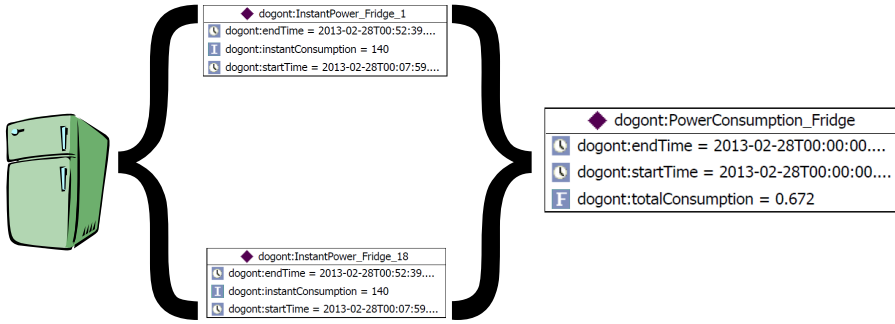 dogont:InstantPower_Fridge_1
dogont:endTime = 2013-02-28T00:52:39....
I dogont:instantConsumption = 140
dogont:startTime = 2013-02-28T00:07:59....
dogont:PowerConsumption_Fridge
dogont:endTime = 2013-02-28T00:00:00....
dogont:startTime = 2013-02-28T00:00:00....
F dogont:totalConsumption = 0.672
dogont:InstantPower_Fridge_18
dogont:endTime = 2013-02-28T00:52:39....
I dogont:instantConsumption = 140
dogont:startTime = 2013-02-28T00:07:59....